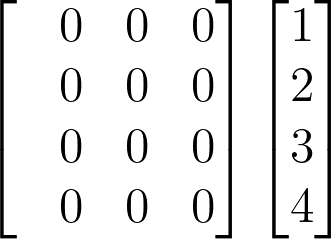 [ 0 0 0 ] [ 1 ]
[ 0 0 0 ] [ 2 ]
[ 0 0 0 ] [ 3 ]
[ 0 0 0 ] [ 4 ]